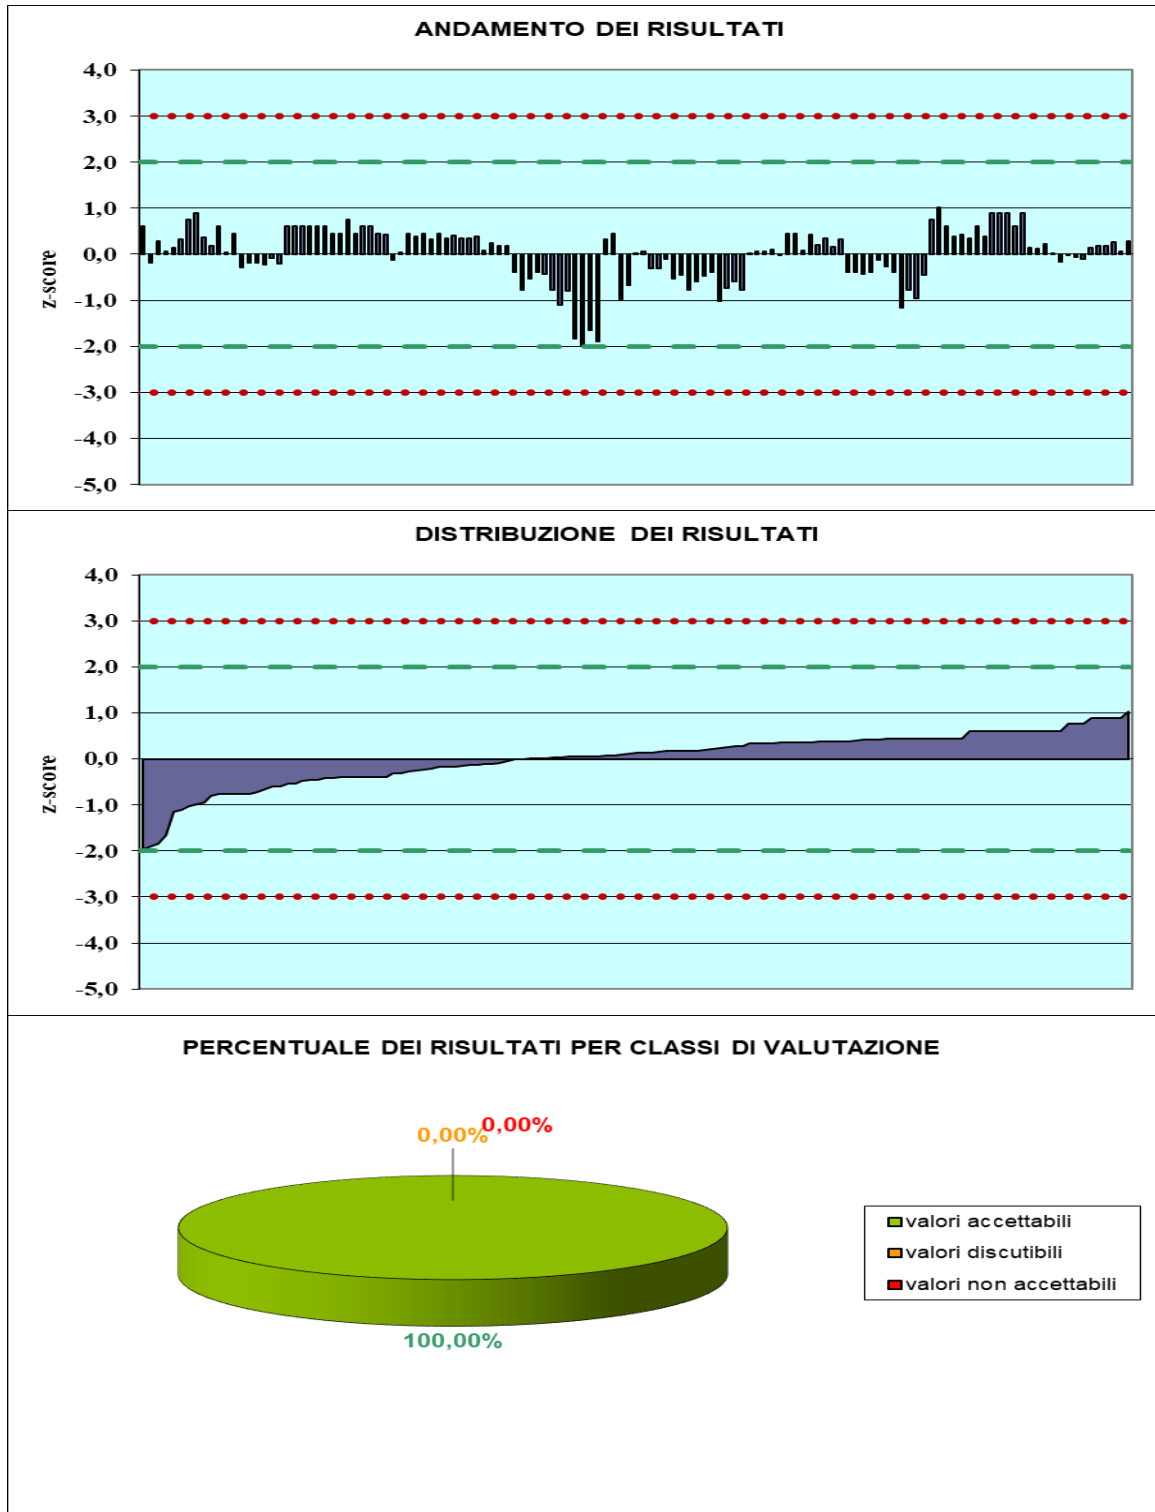 ANDAMENTO DEI RISULTATI
4,0
3,0
2,0
1,0
0,0
-1,0
-2,0
-3,0
-4,0
-5,0
z-score
DISTRIBUZIONE DEI RISULTATI
4,0
3,0
2,0
1,0
0,0
-1,0
-2,0
-3,0
-4,0
-5,0
z-score
PERCENTUALE DEI RISULTATI PER CLASSI DI VALUTAZIONE
0,00%
0,00%
100,00%
valori accettabili
valori discutibili
valori non accettabili